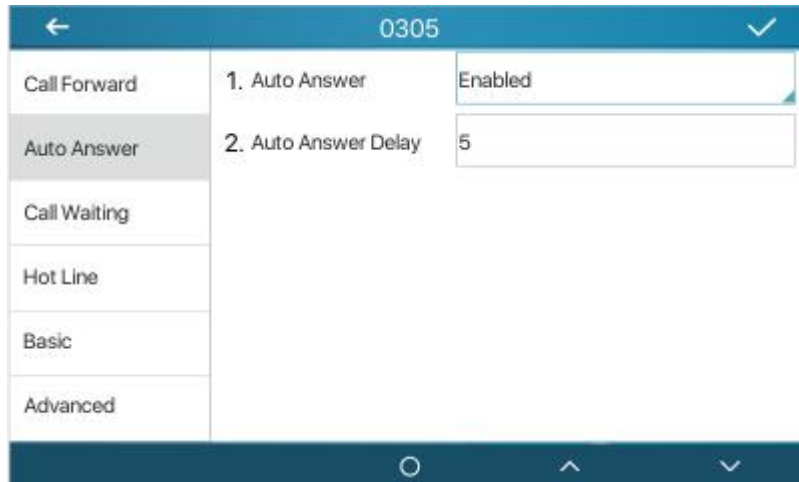 0305
Call Forward
Auto Answer
Call Waiting
Hot Line
Basic
Advanced
1. Auto Answer Enabled
2. Auto Answer Delay 5